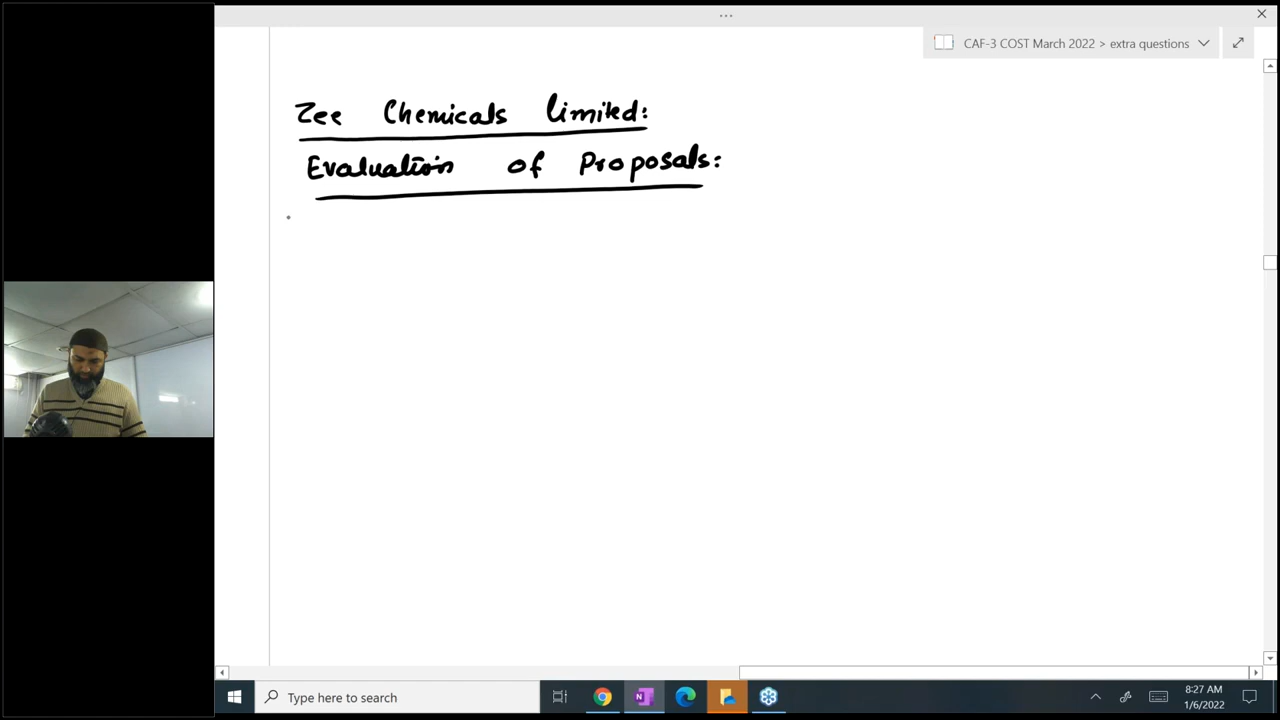 CAF-3 COST March 2022 > extra questions
Zee Chemicals Limited:
Evaluation of Proposals:
Type here to search
8:27 AM
1/6/2022